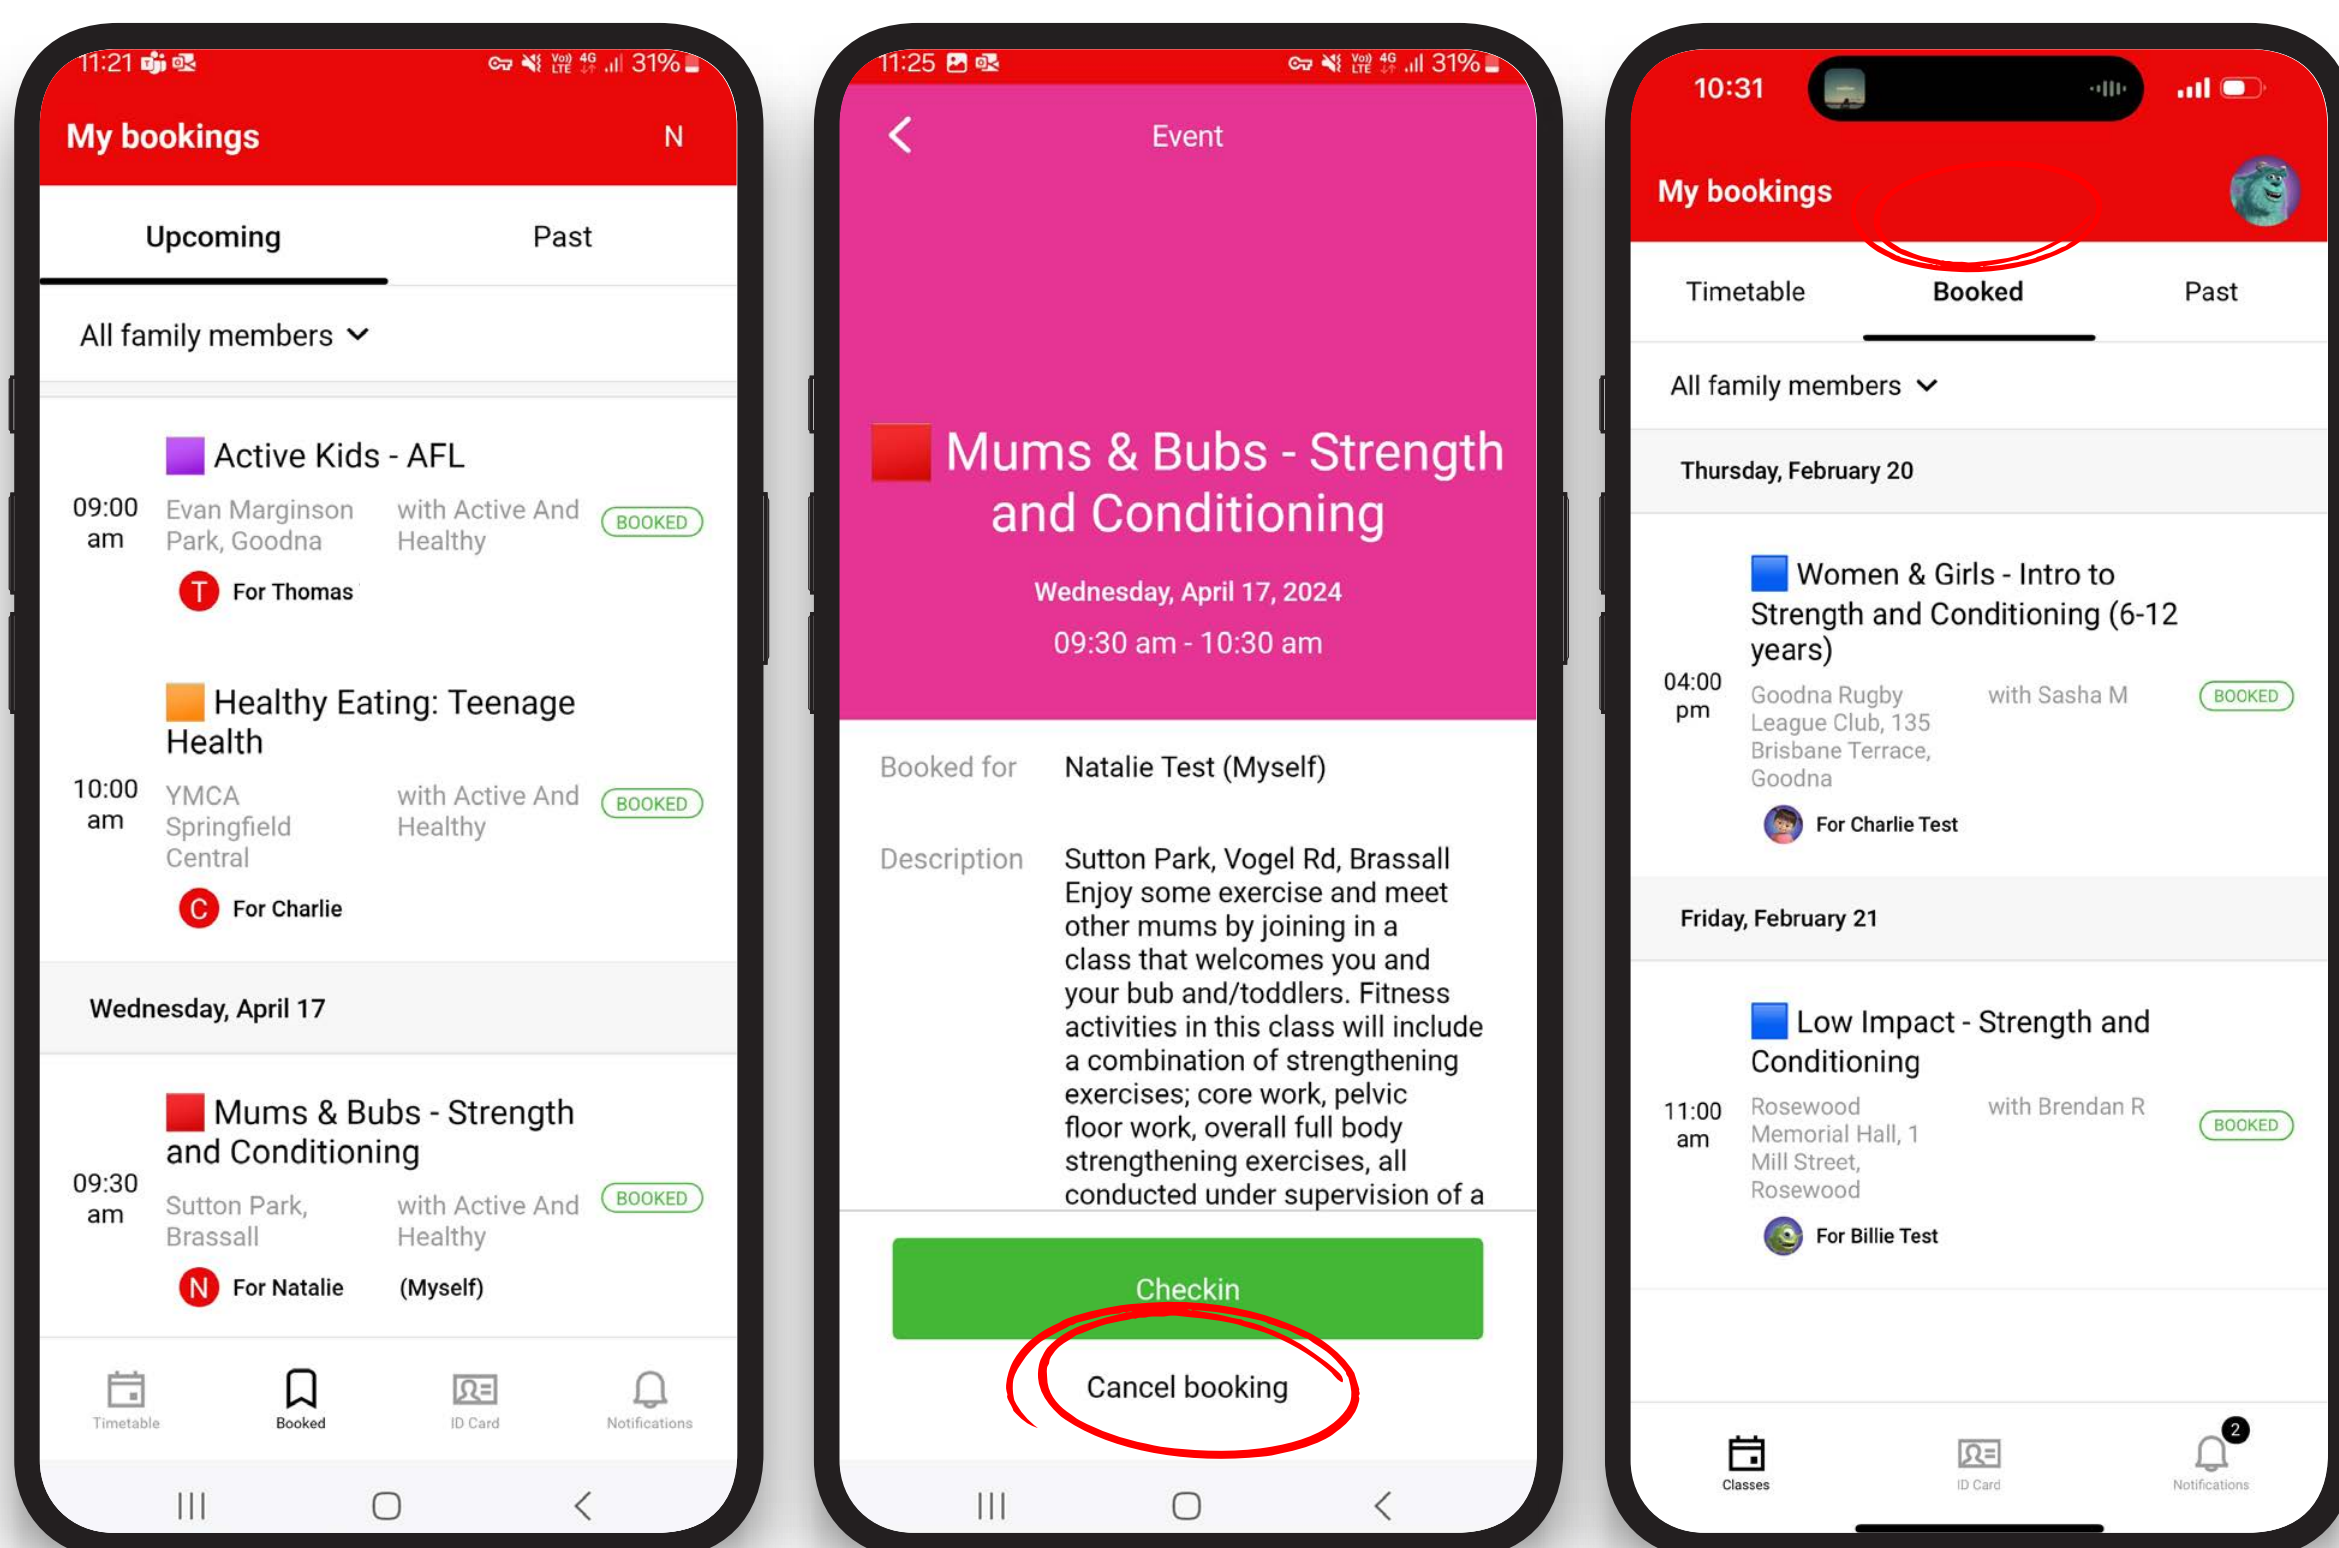 11:21
Vo)) LTE 4G 31%
My bookings
N
Upcoming
Past
All family members
Active Kids - AFL
09:00 am
Evan Marginson Park, Goodna
with Active And Healthy
BOOKED
T
For Thomas
Healthy Eating: Teenage
Health
10:00 am
YMCA Springfield Central
with Active And Healthy
BOOKED
C
For Charlie
Wednesday, April 17
Mums & Bubs - Strength
and Conditioning
09:30 am
Sutton Park, Brassall
with Active And Healthy
BOOKED
N
For Natalie (Myself)
Timetable
Booked
ID Card
Notifications
11:25
Vo)) LTE 4G 31%
Event
Mums & Bubs - Strength
and Conditioning
Wednesday, April 17, 2024
09:30 am - 10:30 am
Booked for
Natalie Test (Myself)
Description
Sutton Park, Vogel Rd, Brassall
Enjoy some exercise and meet
other mums by joining in a
class that welcomes you and
your bub and/toddlers. Fitness
activities in this class will include
a combination of strengthening
exercises; core work, pelvic
floor work, overall full body
strengthening exercises, all
conducted under supervision of a
Checkin
Cancel booking
10:31
My bookings
Timetable
Booked
Past
All family members
Thursday, February 20
Women & Girls - Intro to
Strength and Conditioning (6-12
years)
04:00 pm
Goodna Rugby League Club, 135 Brisbane Terrace, Goodna
with Sasha M
BOOKED
For Charlie Test
Friday, February 21
Low Impact - Strength and
Conditioning
11:00 am
Rosewood Memorial Hall, 1 Mill Street, Rosewood
with Brendan R
BOOKED
For Billie Test
Classes
ID Card
2
Notifications